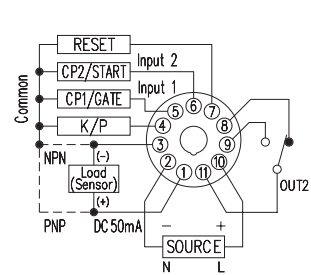 RESET
Input 2
CP2/START
Input 1
CP1/GATE
K/P
Common
6
5
7
4
8
3
9
2
10
1
11
NPN
(-)
Load
(Sensor)
(+)
PNP
DC 50mA
OUT2
−
+
SOURCE
N
L